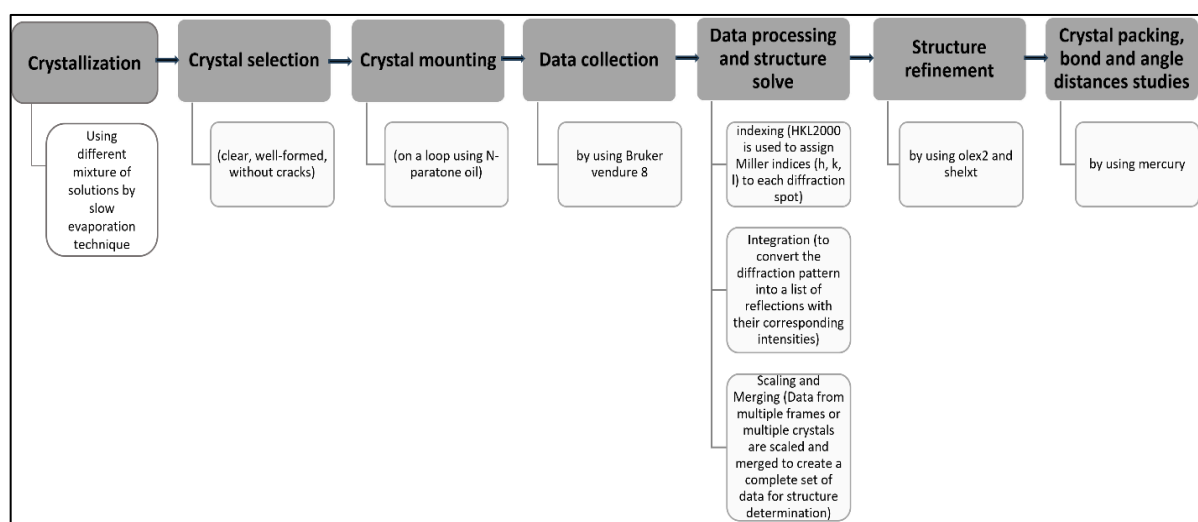 Crystallization
Crystal selection
Crystal mounting
Data collection
Data processing
and structure
solve
Structure
refinement
Crystal packing,
bond and angle
distances studies
Using
different
mixture of
solutions by
slow
evaporation
technique
(clear, well-formed,
without cracks)
(on a loop using N-
paratone oil)
by using Bruker
vendure 8
indexing (HKL2000
is used to assign
Miller indices (h, k,
l) to each diffraction
spot)
Integration (to
convert the
diffraction pattern
into a list of
reflections with
their corresponding
intensities)
Scaling and
Merging (Data from
multiple frames or
multiple crystals
are scaled and
merged to create a
complete set of
data for structure
determination)
by using olex2 and
shelxt
by using mercury